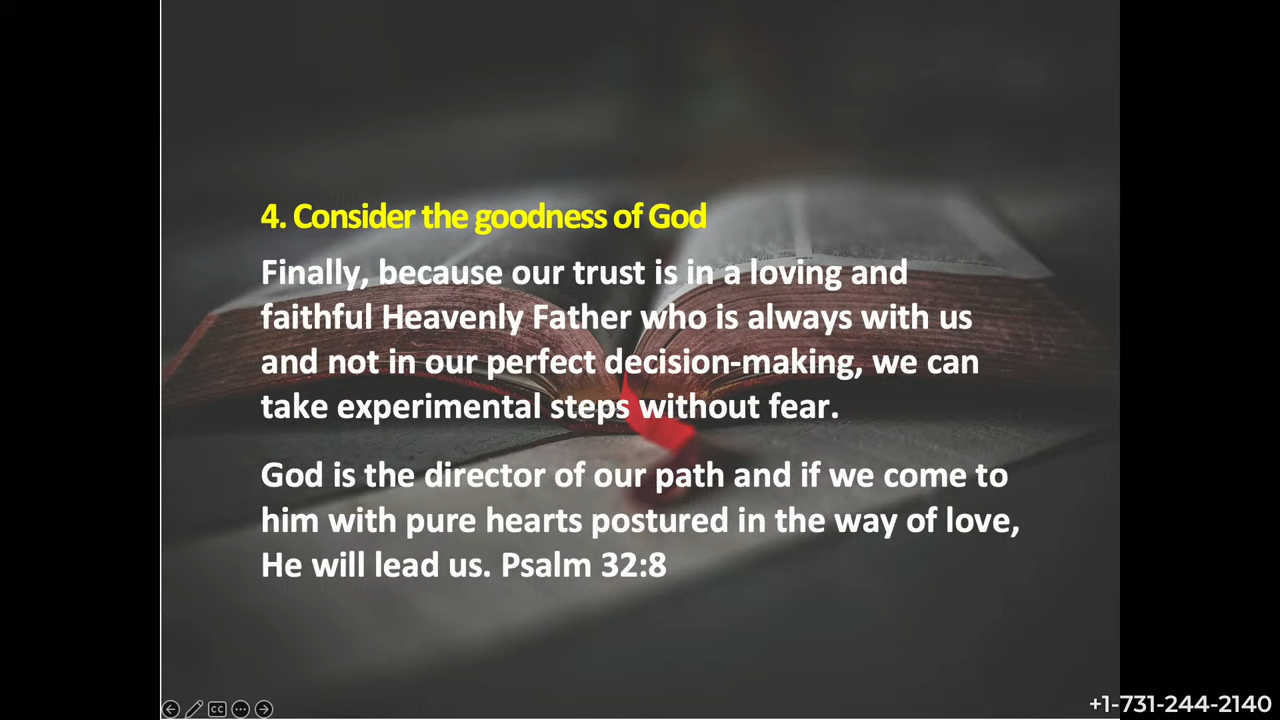 4. Consider the goodness of God
Finally, because our trust is in a loving and
faithful Heavenly Father who is always with us
and not in our perfect decision-making, we can
take experimental steps without fear.
God is the director of our path and if we come to
him with pure hearts postured in the way of love,
He will lead us. Psalm 32:8
CC
+1-731-244-2140